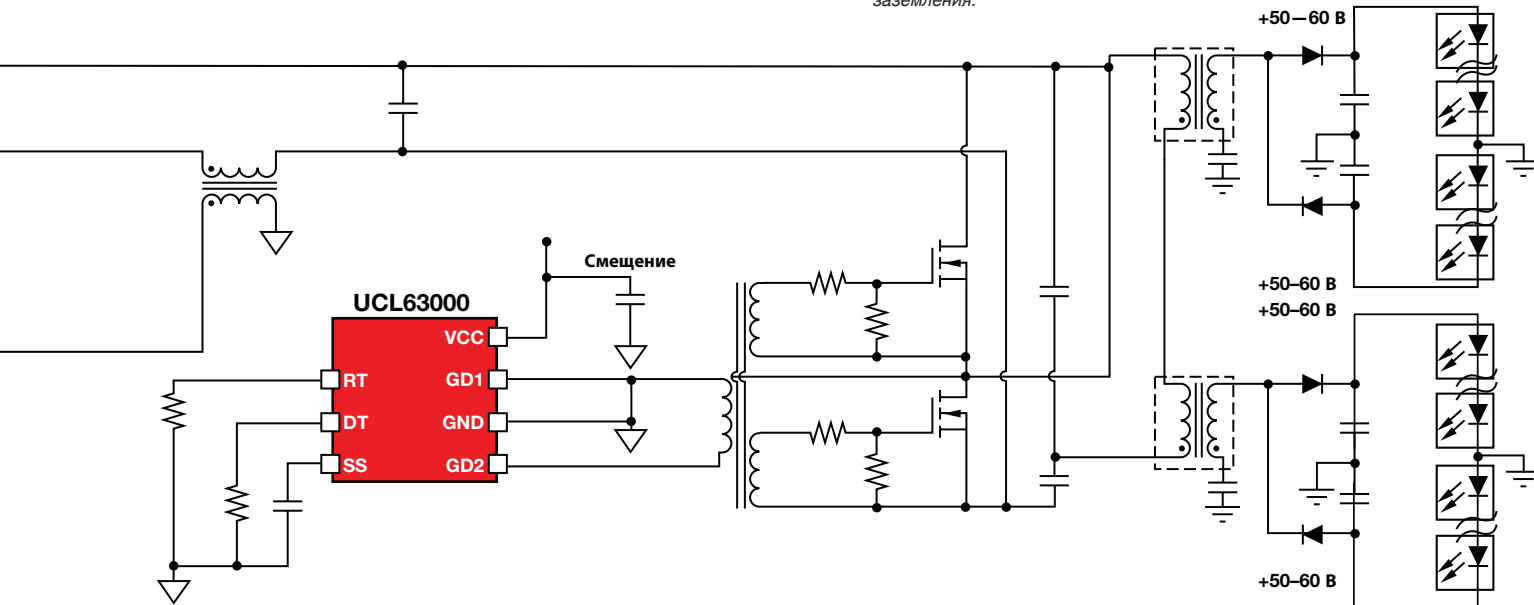 заземления.
+50—60 В
Смещение
UCL63000
VCC
RT
GD1
DT
GND
SS
GD2
+50–60 В
+50–60 В
+50–60 В